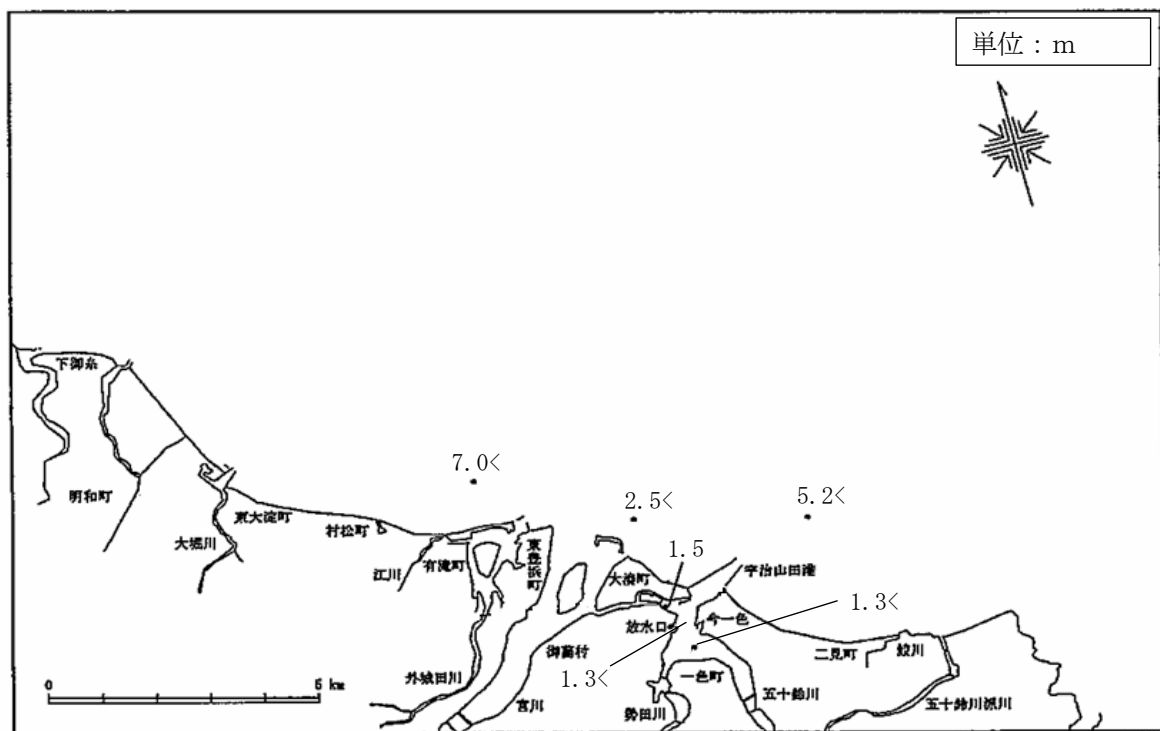 単位：m
下御糸
7.0<
明和町
2.5<
5.2<
東大淀町
村松町
大堀川
1.5
東豊浜町
江川
有滝町
大湊町
宇治山田港
1.3<
放水口
今一色
御薗村
二見町
鮫川
外城田川
1.3<
一色町
0
5 km
宮川
勢田川
五十鈴川
五十鈴川派川